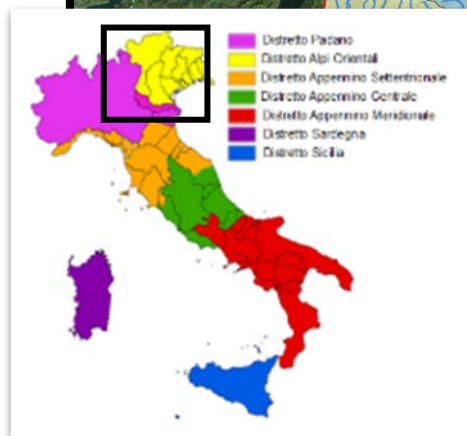 Distretto Padano
Distretto Alpi Orientali
Distretto Appennino Settentrionale
Distretto Appennino Centrale
Distretto Appennino Meridionale
Distretto Sardegna
Distretto Sicilia